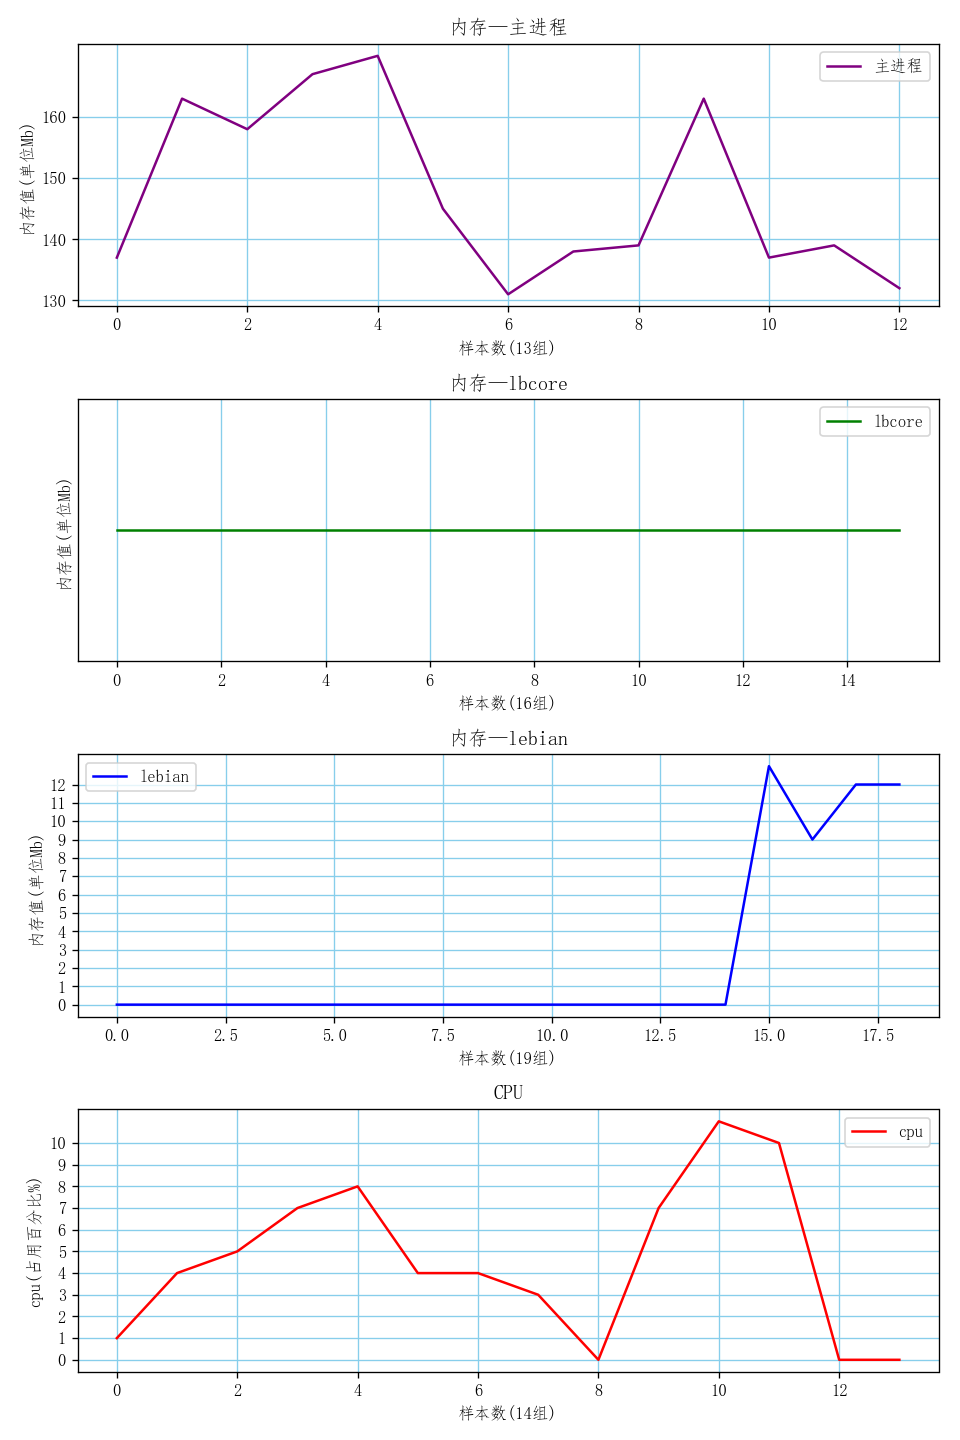 内存——主进程
主进程
内存值(单位Mb)
160
150
140
130
0 2 4 6 8 10 12
样本数(13组)
内存——lbcore
lbcore
内存值(单位Mb)
0 2 4 6 8 10 12 14
样本数(16组)
内存——lebian
lebian
内存值(单位Mb)
12
11
10
9
8
7
6
5
4
3
2
1
0
0.0 2.5 5.0 7.5 10.0 12.5 15.0 17.5
样本数(19组)
CPU
cpu
cpu(占用百分比%)
10
9
8
7
6
5
4
3
2
1
0
0 2 4 6 8 10 12
样本数(14组)